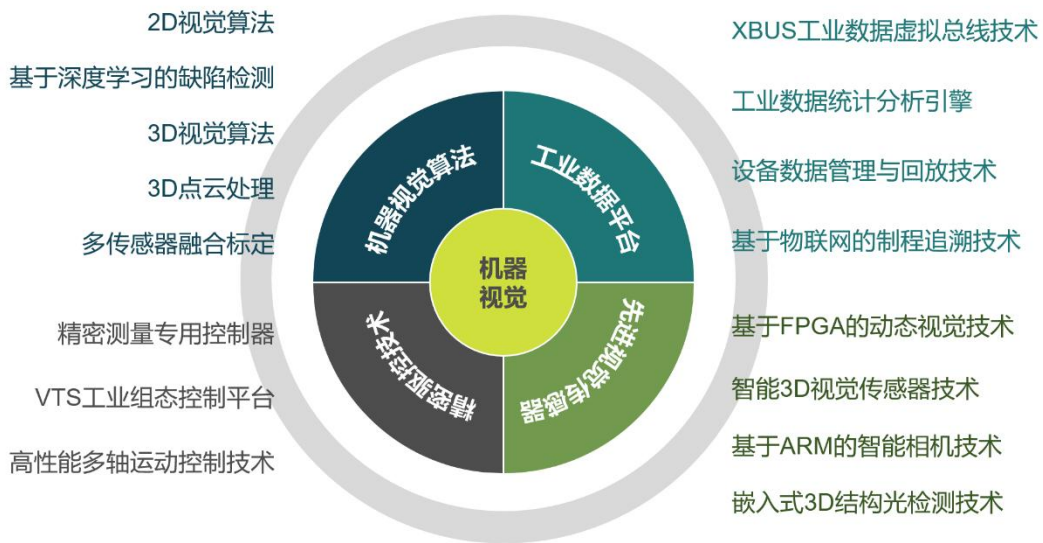 2D视觉算法
基于深度学习的缺陷检测
3D视觉算法
3D点云处理
多传感器融合标定
精密测量专用控制器
VTS工业组态控制平台
高性能多轴运动控制技术
机器视觉算法
工业数据平台
机器
视觉
精密驱控技术
先进视觉传感器
XBUS工业数据虚拟总线技术
工业数据统计分析引擎
设备数据管理与回放技术
基于物联网的制程追溯技术
基于FPGA的动态视觉技术
智能3D视觉传感器技术
基于ARM的智能相机技术
嵌入式3D结构光检测技术